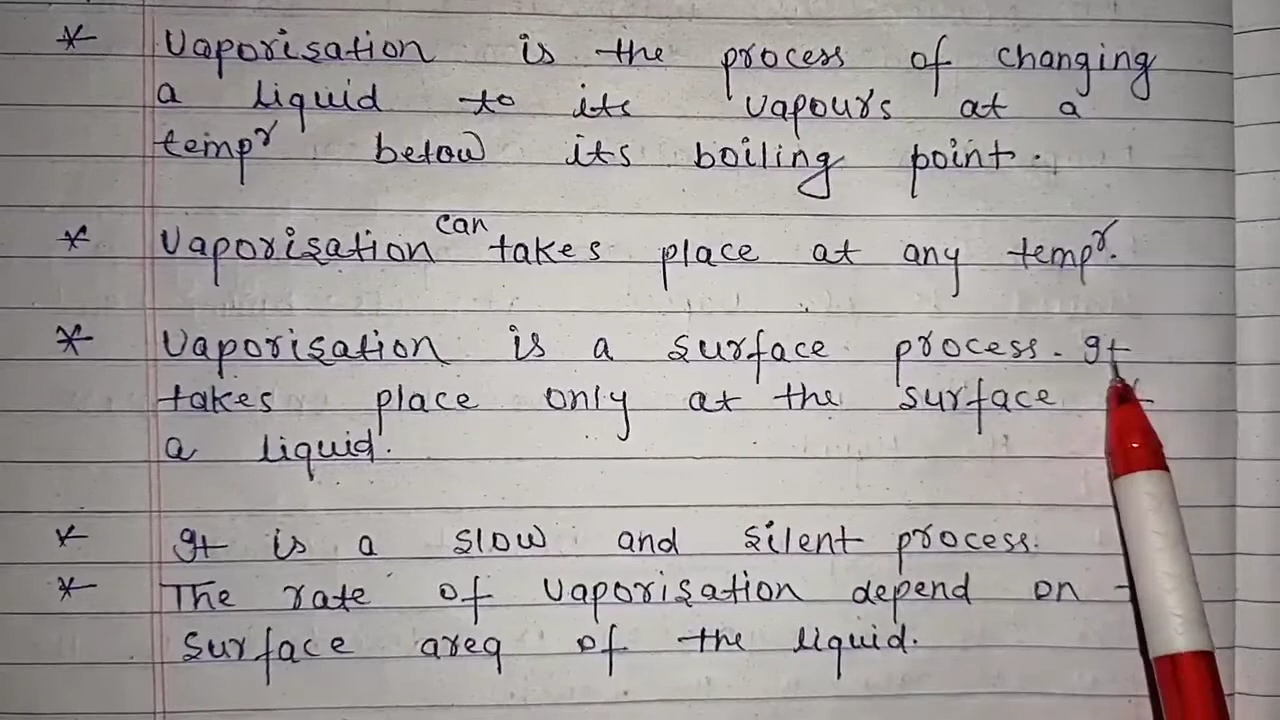 * Vaporisation is the process of changing
a liquid to its vapours at a
tempr below its boiling point.
* Vaporisation can takes place at any tempr.
* Vaporisation is a surface process. It
takes place only at the surface
a liquid.
* It is a slow and silent process.
* The rate of vaporisation depend on
surface area of the liquid.